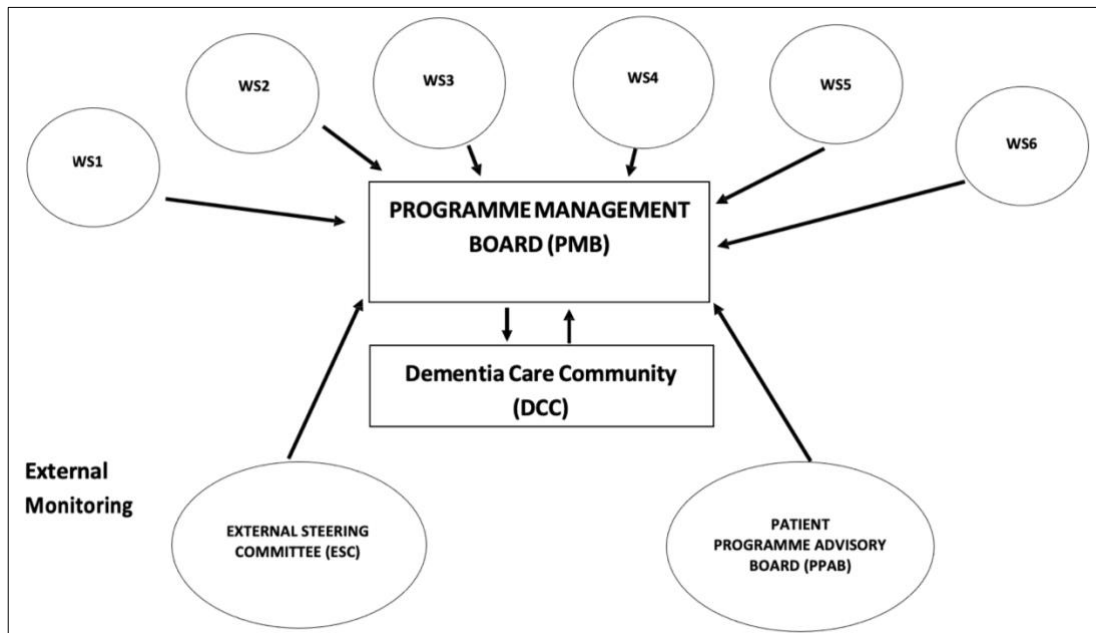 WS1
WS2
WS3
WS4
WS5
WS6
PROGRAMME MANAGEMENT
BOARD (PMB)
Dementia Care Community
(DCC)
External
Monitoring
EXTERNAL STEERING
COMMITTEE (ESC)
PATIENT
PROGRAMME ADVISORY
BOARD (PPAB)